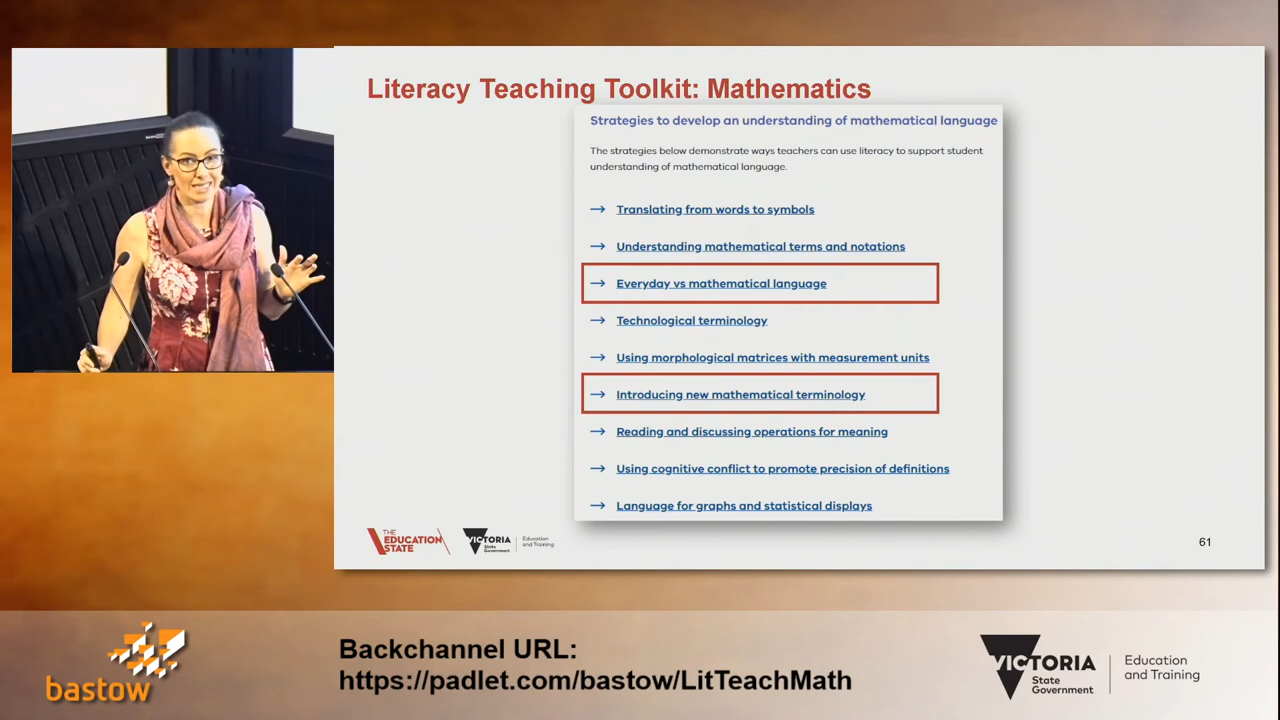 Literacy Teaching Toolkit: Mathematics
Strategies to develop an understanding of mathematical language
The strategies below demonstrate ways teachers can use literacy to support student
understanding of mathematical language.
→ Translating from words to symbols
→ Understanding mathematical terms and notations
→ Everyday vs mathematical language
→ Technological terminology
→ Using morphological matrices with measurement units
→ Introducing new mathematical terminology
→ Reading and discussing operations for meaning
→ Using cognitive conflict to promote precision of definitions
→ Language for graphs and statistical displays
THE
EDUCATION
STATE
VICTORIA
State
Government
Education
and Training
61
bastow
Backchannel URL:
https://padlet.com/bastow/LitTeachMath
VICTORIA
State
Government
Education
and Training